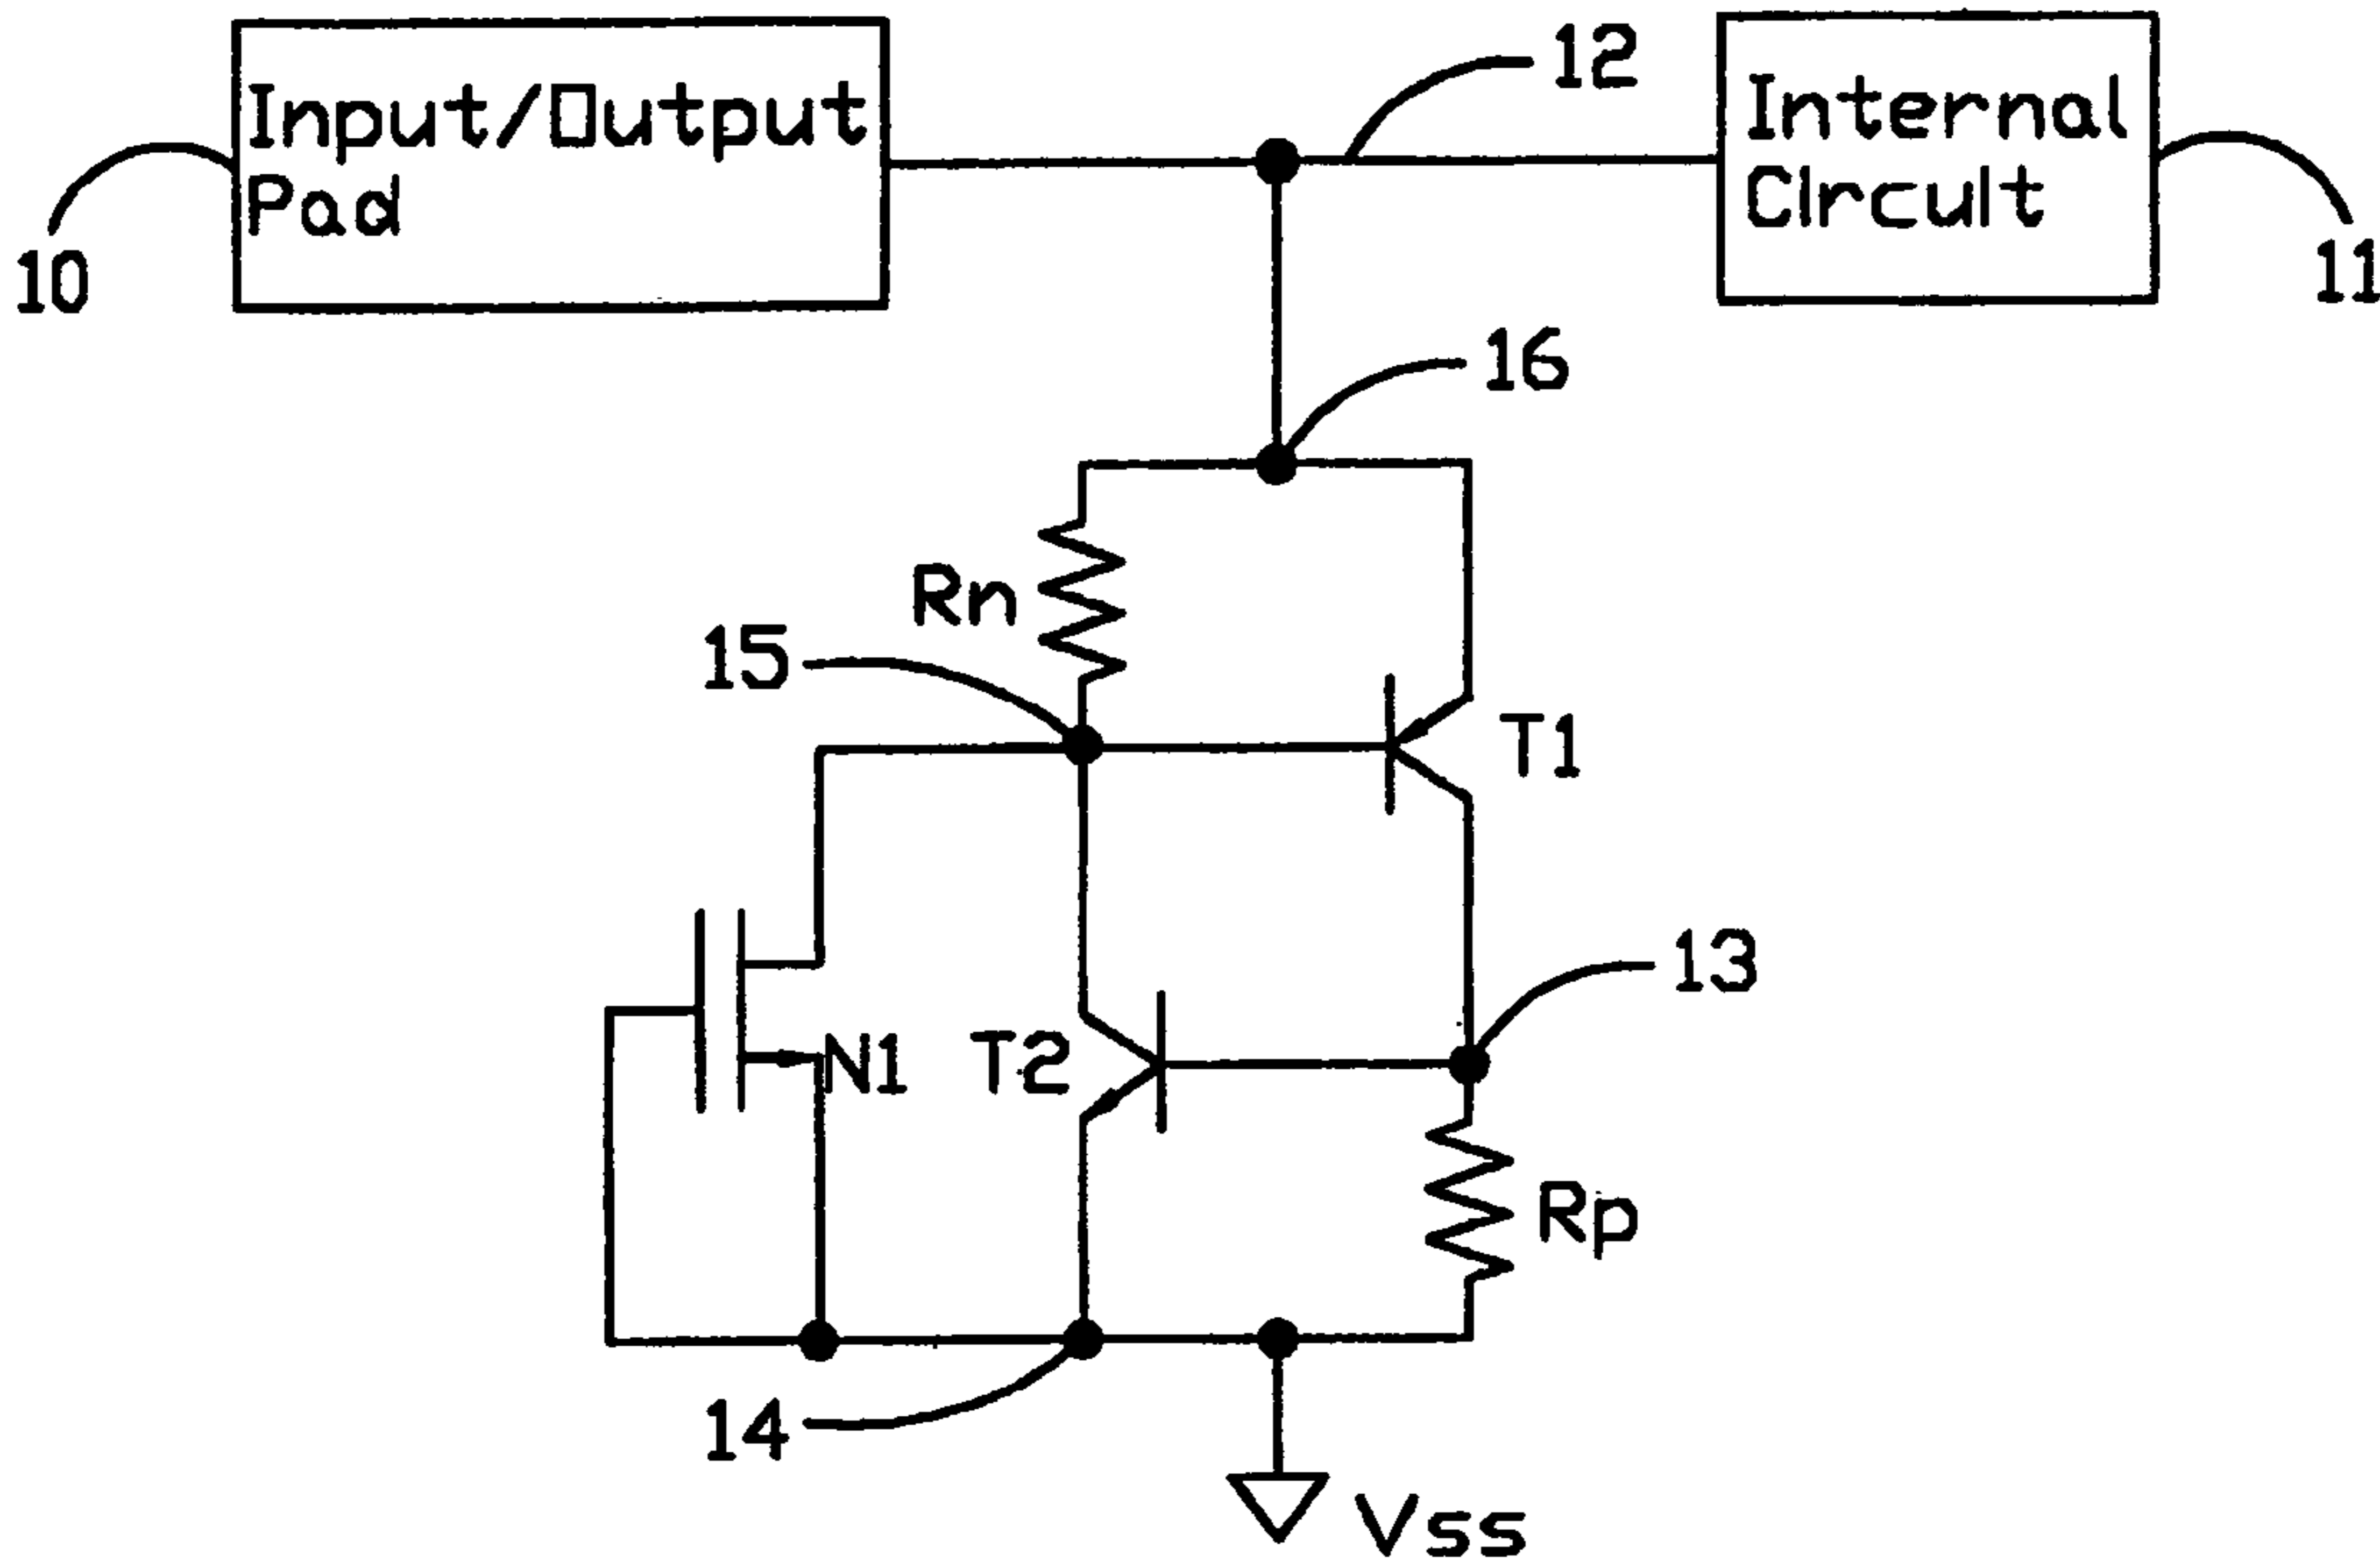 Input/Output
Pad
12
Internal
Circuit
10
11
16
Rn
15
T1
13
N1
T2
Rp
14
Vss